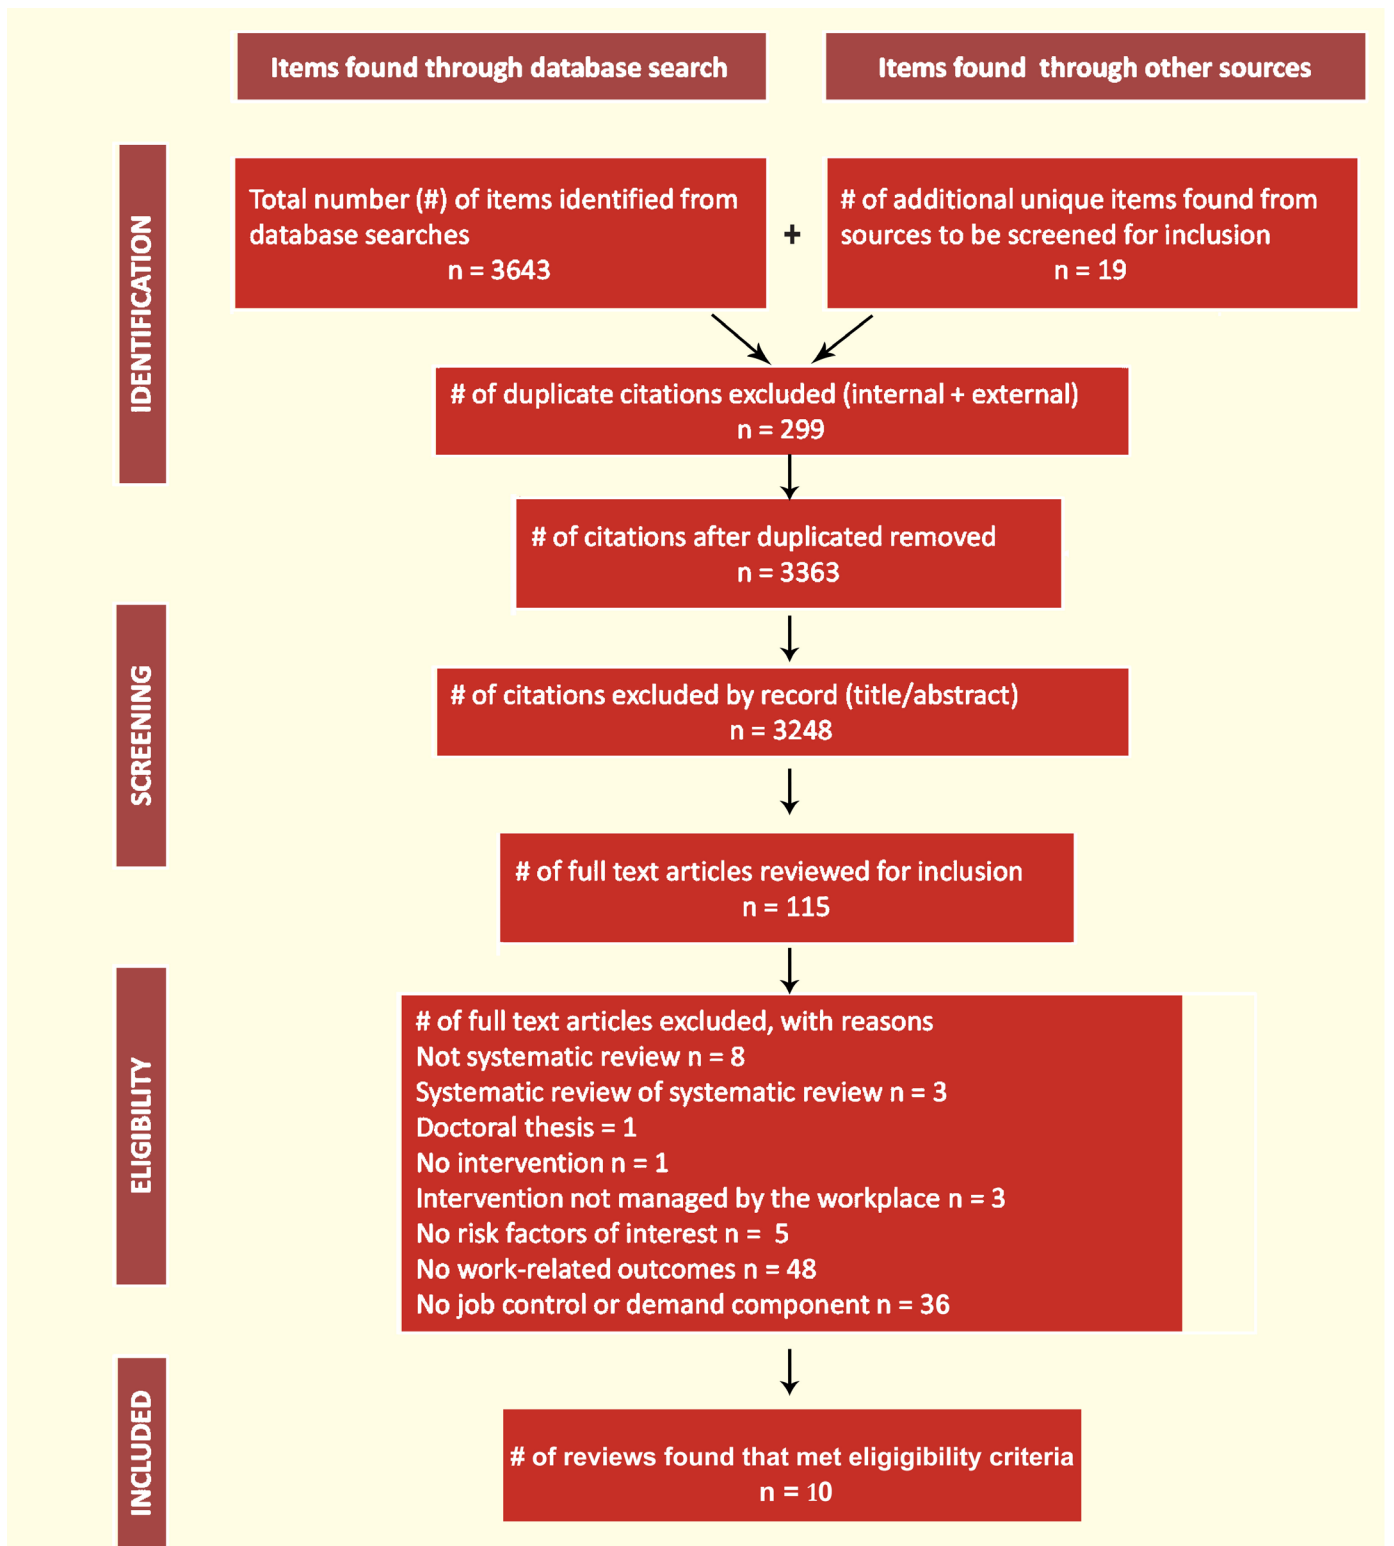 Items found through database search
Items found through other sources
IDENTIFICATION
Total number (#) of items identified from
database searches
n = 3643
+
# of additional unique items found from
sources to be screened for inclusion
n = 19
# of duplicate citations excluded (internal + external)
n = 299
# of citations after duplicated removed
n = 3363
SCREENING
# of citations excluded by record (title/abstract)
n = 3248
# of full text articles reviewed for inclusion
n = 115
ELIGIBILITY
# of full text articles excluded, with reasons
Not systematic review n = 8
Systematic review of systematic review n = 3
Doctoral thesis = 1
No intervention n = 1
Intervention not managed by the workplace n = 3
No risk factors of interest n = 5
No work-related outcomes n = 48
No job control or demand component n = 36
INCLUDED
# of reviews found that met eligigibility criteria
n = 10